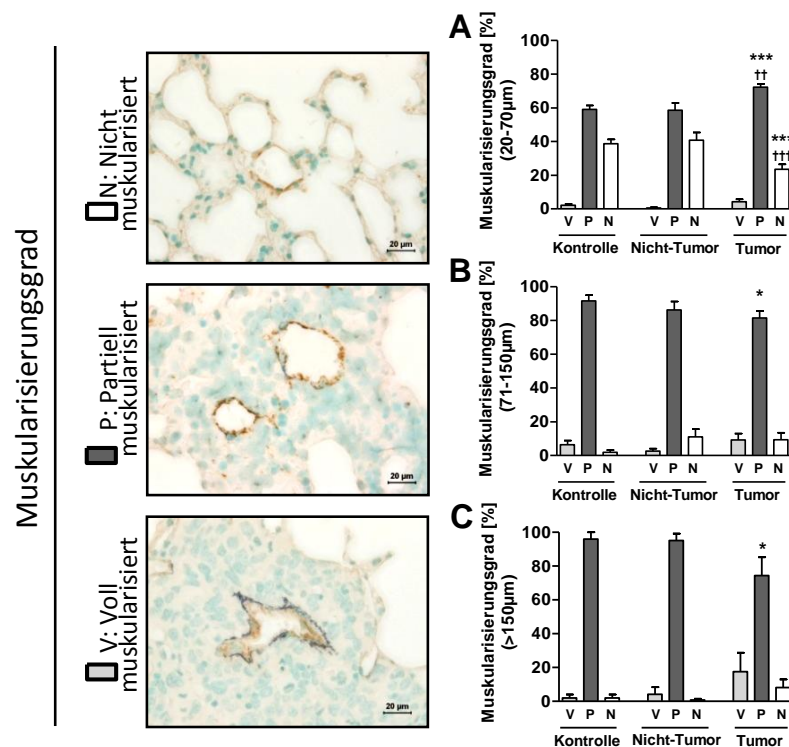 Muskularisierungsgrad
N: Nicht
muskularisiert
20 µm
P: Partiell
muskularisiert
20 µm
V: Voll
muskularisiert
20 µm
A
Muskularisierungsgrad [%]
(20-70µm)
100
80
60
40
20
0
***
††
***
†††
V P N V P N V P N
Kontrolle Nicht-Tumor Tumor
B
Muskularisierungsgrad [%]
(71-150µm)
100
80
60
40
20
0
*
V P N V P N V P N
Kontrolle Nicht-Tumor Tumor
C
Muskularisierungsgrad [%]
(>150µm)
100
80
60
40
20
0
*
V P N V P N V P N
Kontrolle Nicht-Tumor Tumor